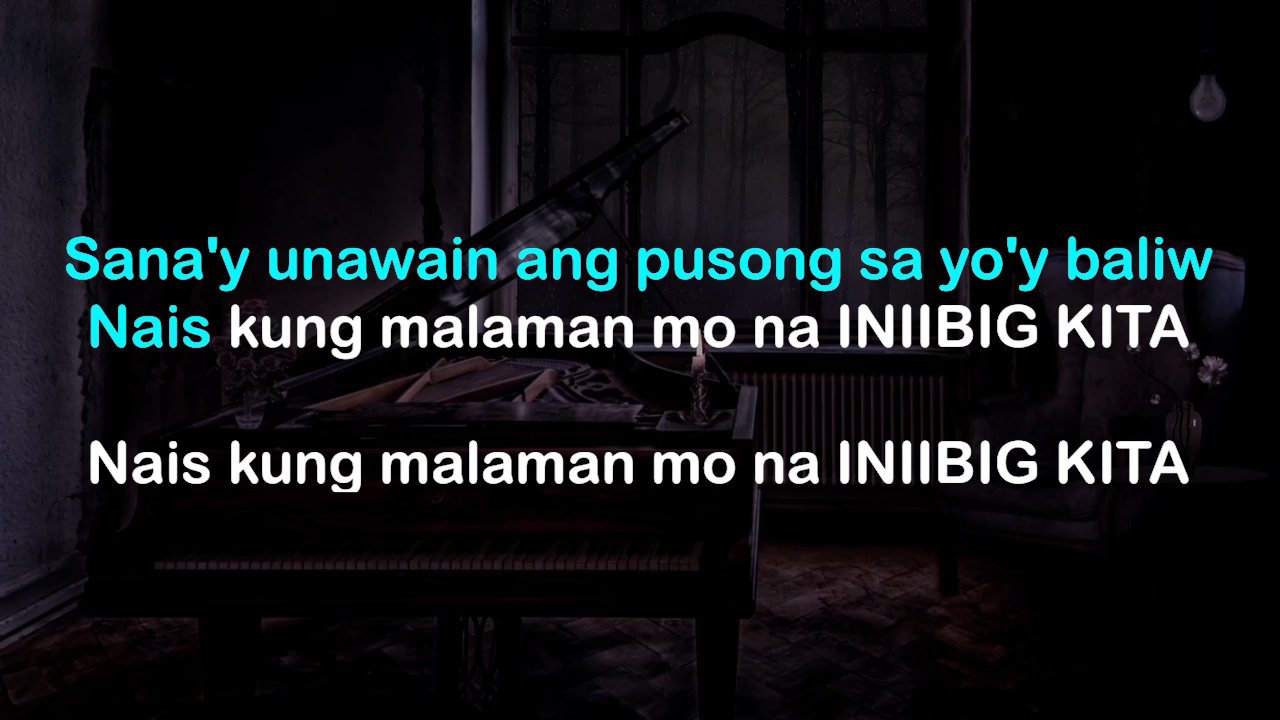 Sana'y unawain ang pusong sa yo'y baliw
Nais kung malaman mo na INIIBIG KITA
Nais kung malaman mo na INIIBIG KITA